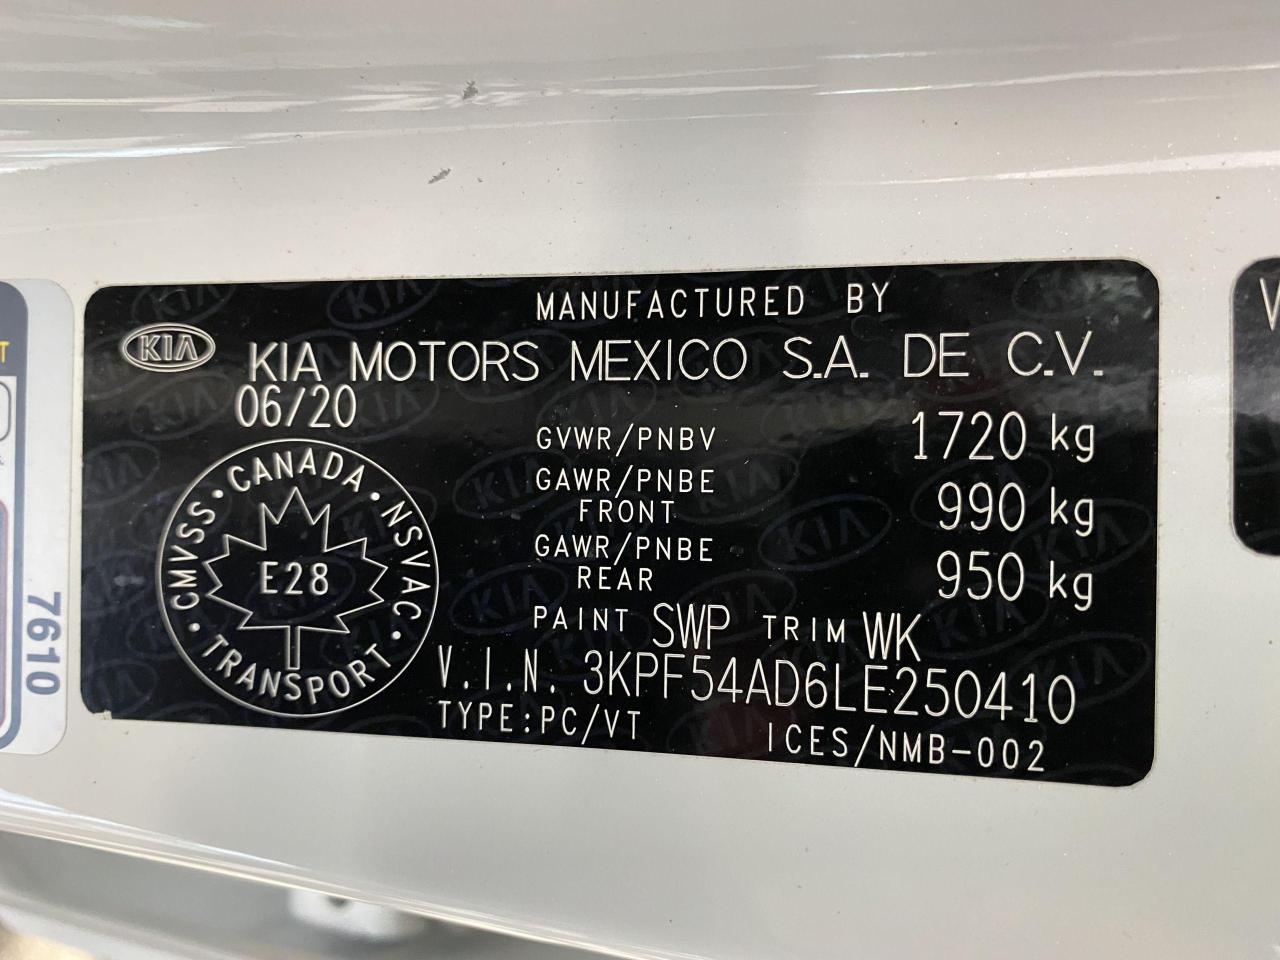 MANUFACTURED BY
KIA
KIA MOTORS MEXICO S.A. DE C.V.
06/20
GVWR/PNBV 1720 kg
GAWR/PNBE FRONT 990 kg
GAWR/PNBE REAR 950 kg
CANADA · NSVAC · TRANSPORT · CMVSS ·
E28
PAINT SWP TRIM WK
V.I.N. 3KPF54AD6LE250410
TYPE:PC/VT ICES/NMB-002
7610
T
V